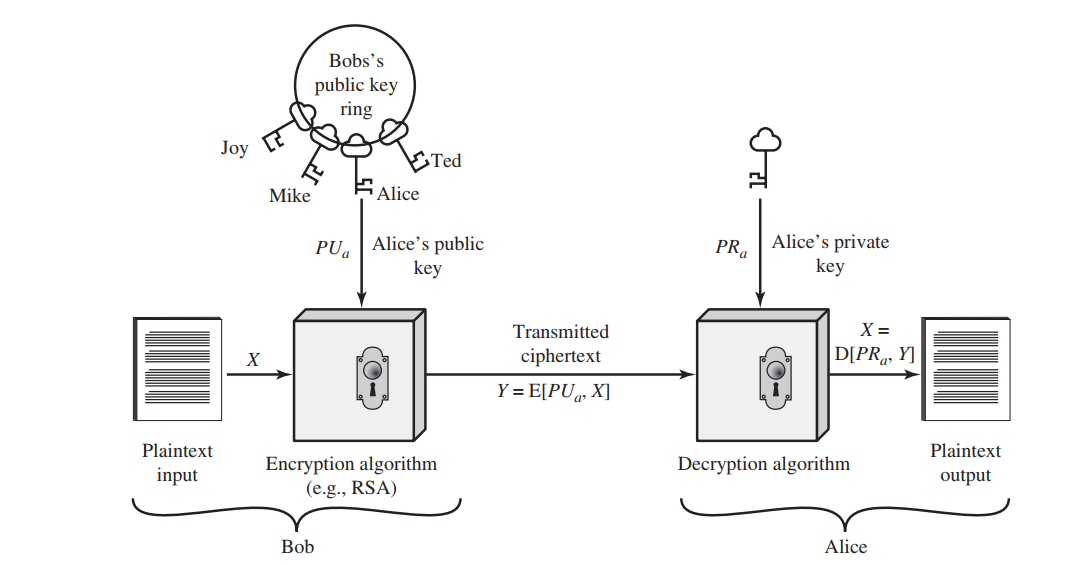 Bobs's
public key
ring
Joy
Ted
Mike
Alice
PUa
Alice's public
key
PRa
Alice's private
key
X
Transmitted
ciphertext
Y = E[PUa, X]
X =
D[PRa, Y]
Plaintext
input
Encryption algorithm
(e.g., RSA)
Decryption algorithm
Plaintext
output
Bob
Alice